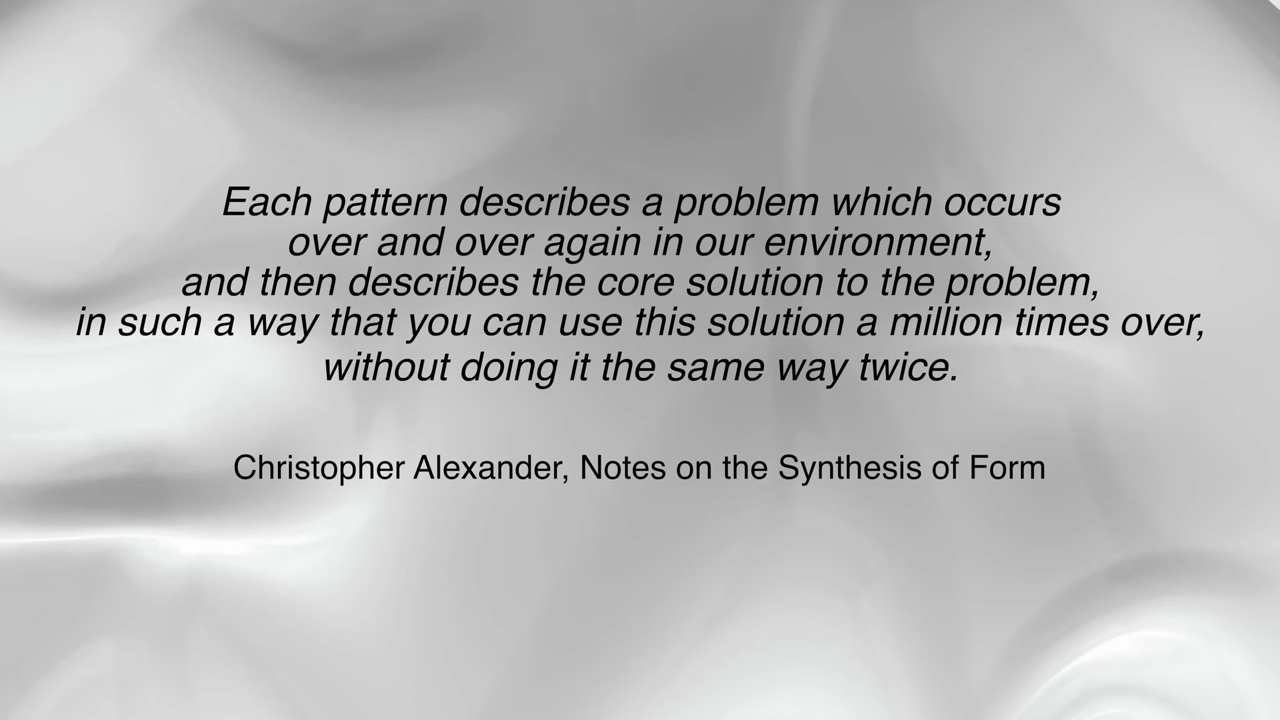 Each pattern describes a problem which occurs
over and over again in our environment,
and then describes the core solution to the problem,
in such a way that you can use this solution a million times over,
without doing it the same way twice.
Christopher Alexander, Notes on the Synthesis of Form